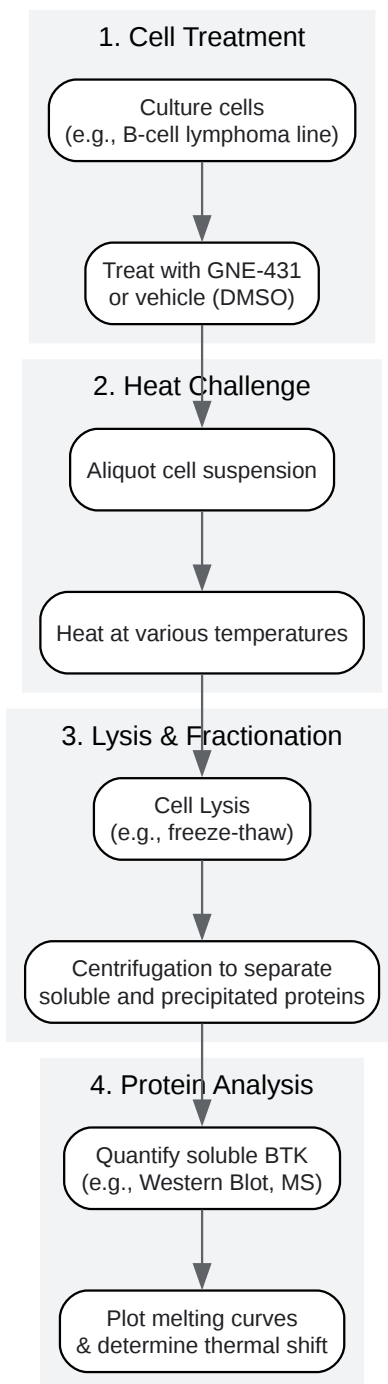 1. Cell Treatment
Culture cells
(e.g., B-cell lymphoma line)
Treat with GNE-431
or vehicle (DMSO)
2. Heat Challenge
Aliquot cell suspension
Heat at various temperatures
3. Lysis & Fractionation
Cell Lysis
(e.g., freeze-thaw)
Centrifugation to separate
soluble and precipitated proteins
4. Protein Analysis
Quantify soluble BTK
(e.g., Western Blot, MS)
Plot melting curves
& determine thermal shift